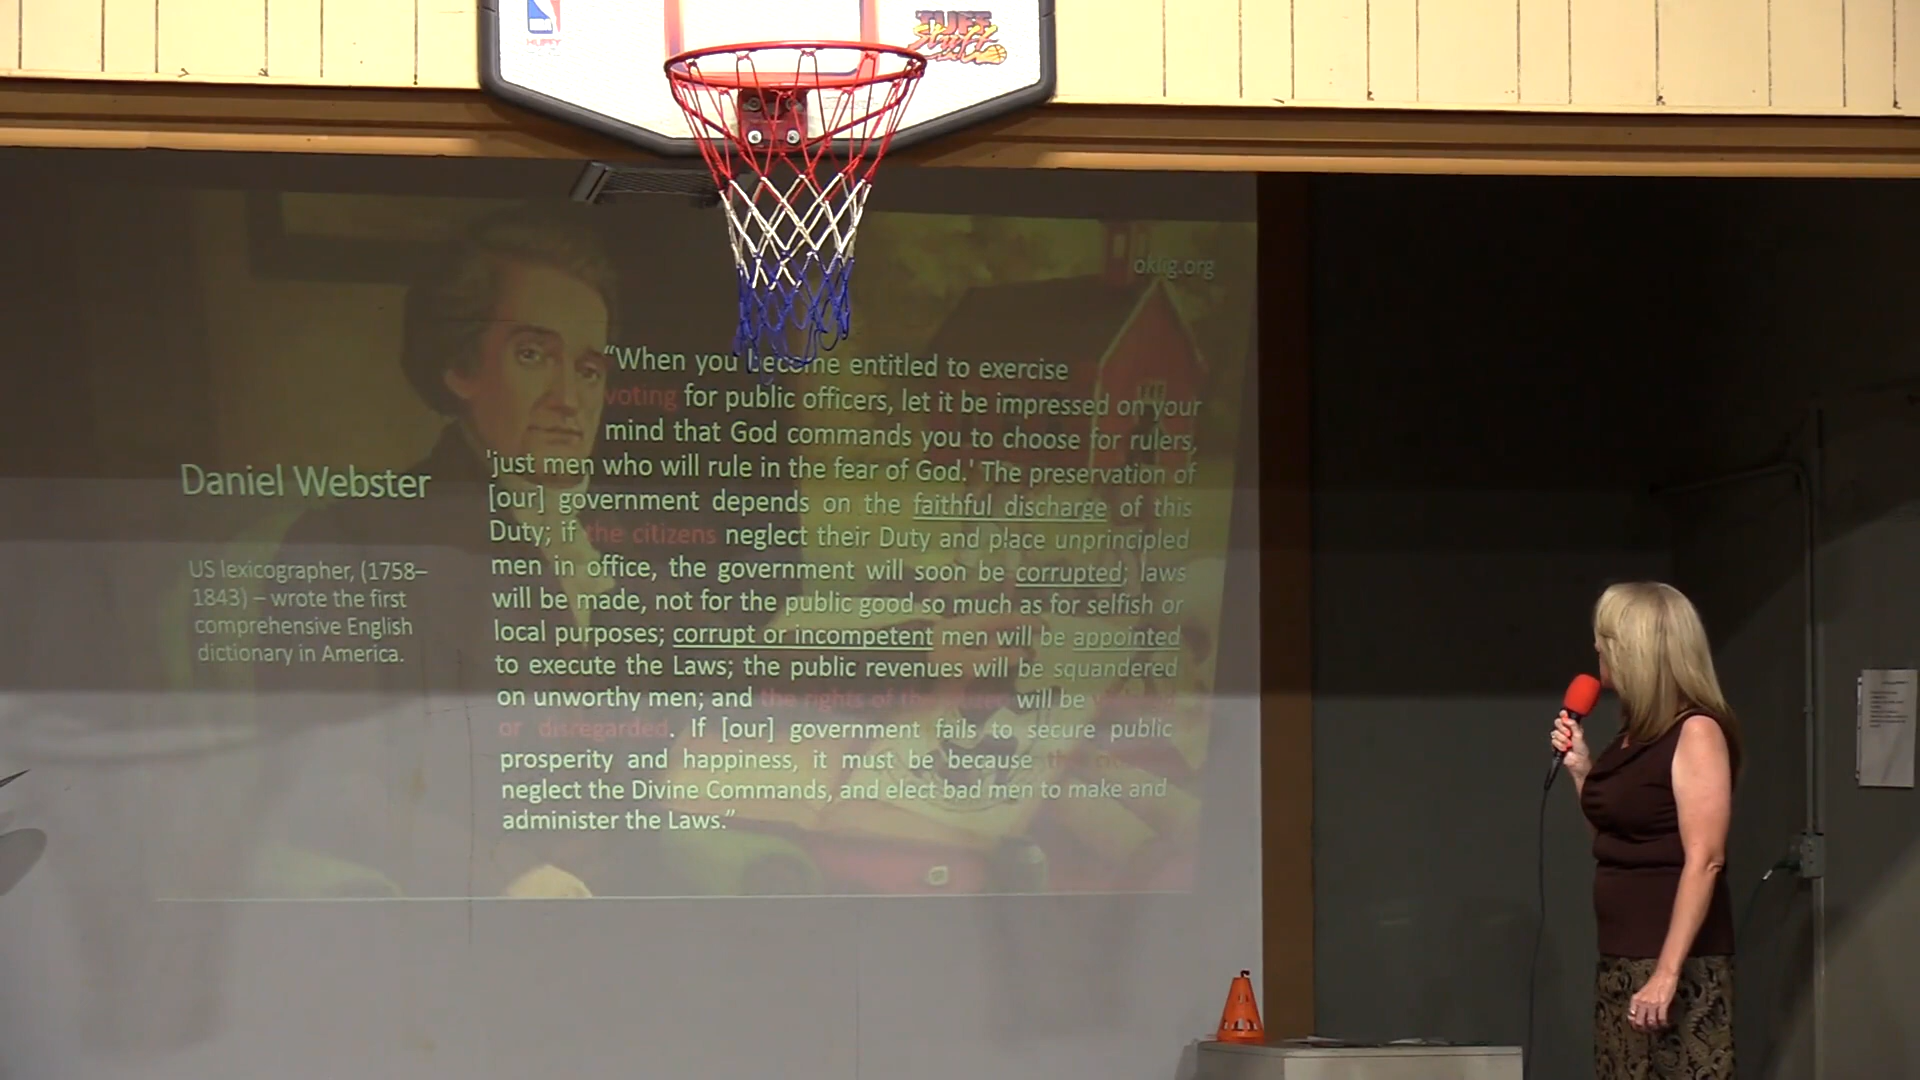 HUFFY
TUFF
Stuff
oklig.org
Daniel Webster
US lexicographer, (1758–
1843) – wrote the first
comprehensive English
dictionary in America.
“When you become entitled to exercise
voting for public officers, let it be impressed on your
mind that God commands you to choose for rulers,
'just men who will rule in the fear of God.' The preservation of
[our] government depends on the faithful discharge of this
Duty; if the citizens neglect their Duty and place unprincipled
men in office, the government will soon be corrupted; laws
will be made, not for the public good so much as for selfish or
local purposes; corrupt or incompetent men will be appointed
to execute the Laws; the public revenues will be squandered
on unworthy men; and the rights of the will be
or disregarded. If [our] government fails to secure public
prosperity and happiness, it must be because
neglect the Divine Commands, and elect bad men to make and
administer the Laws.”